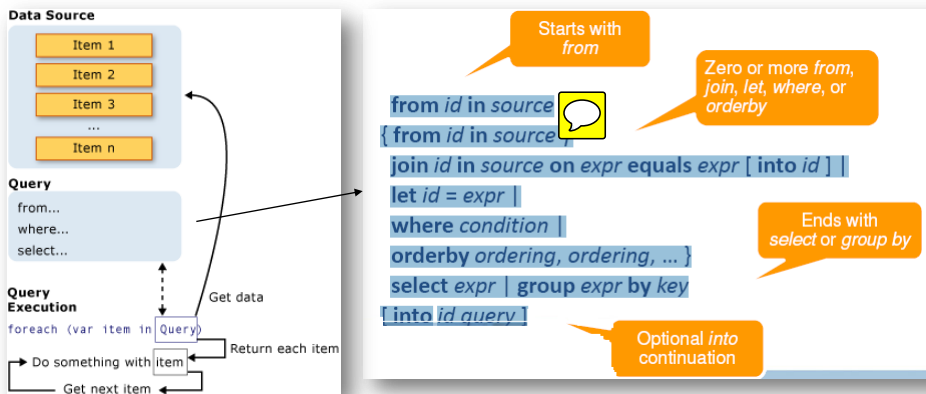 Data Source
Item 1
Item 2
Item 3
...
Item n
Query
from...
where...
select...
Query
Execution
Get data
foreach (var item in Query)
Return each item
Do something with item
Get next item
Starts with
from
Zero or more from,
join, let, where, or
orderby
from id in source
{ from id in source |
join id in source on expr equals expr [ into id ] |
let id = expr |
where condition |
orderby ordering, ordering, … }
select expr | group expr by key
[ into id query ]
Ends with
select or group by
Optional into
continuation